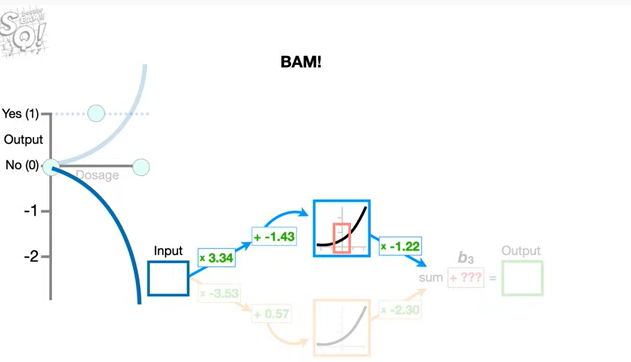 SQ!
BAM!
Yes (1)
Output
No (0)
Dosage
-1
-2
Input
x 3.34
+ -1.43
x -1.22
x -3.53
+ 0.57
x -2.30
b₃
sum + ??? =
Output